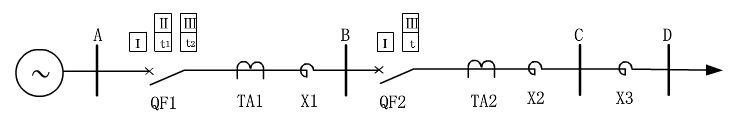 A
I
II
t1
III
t2
B
I
III
t
C
D
~
QF1
TA1
X1
QF2
TA2
X2
X3